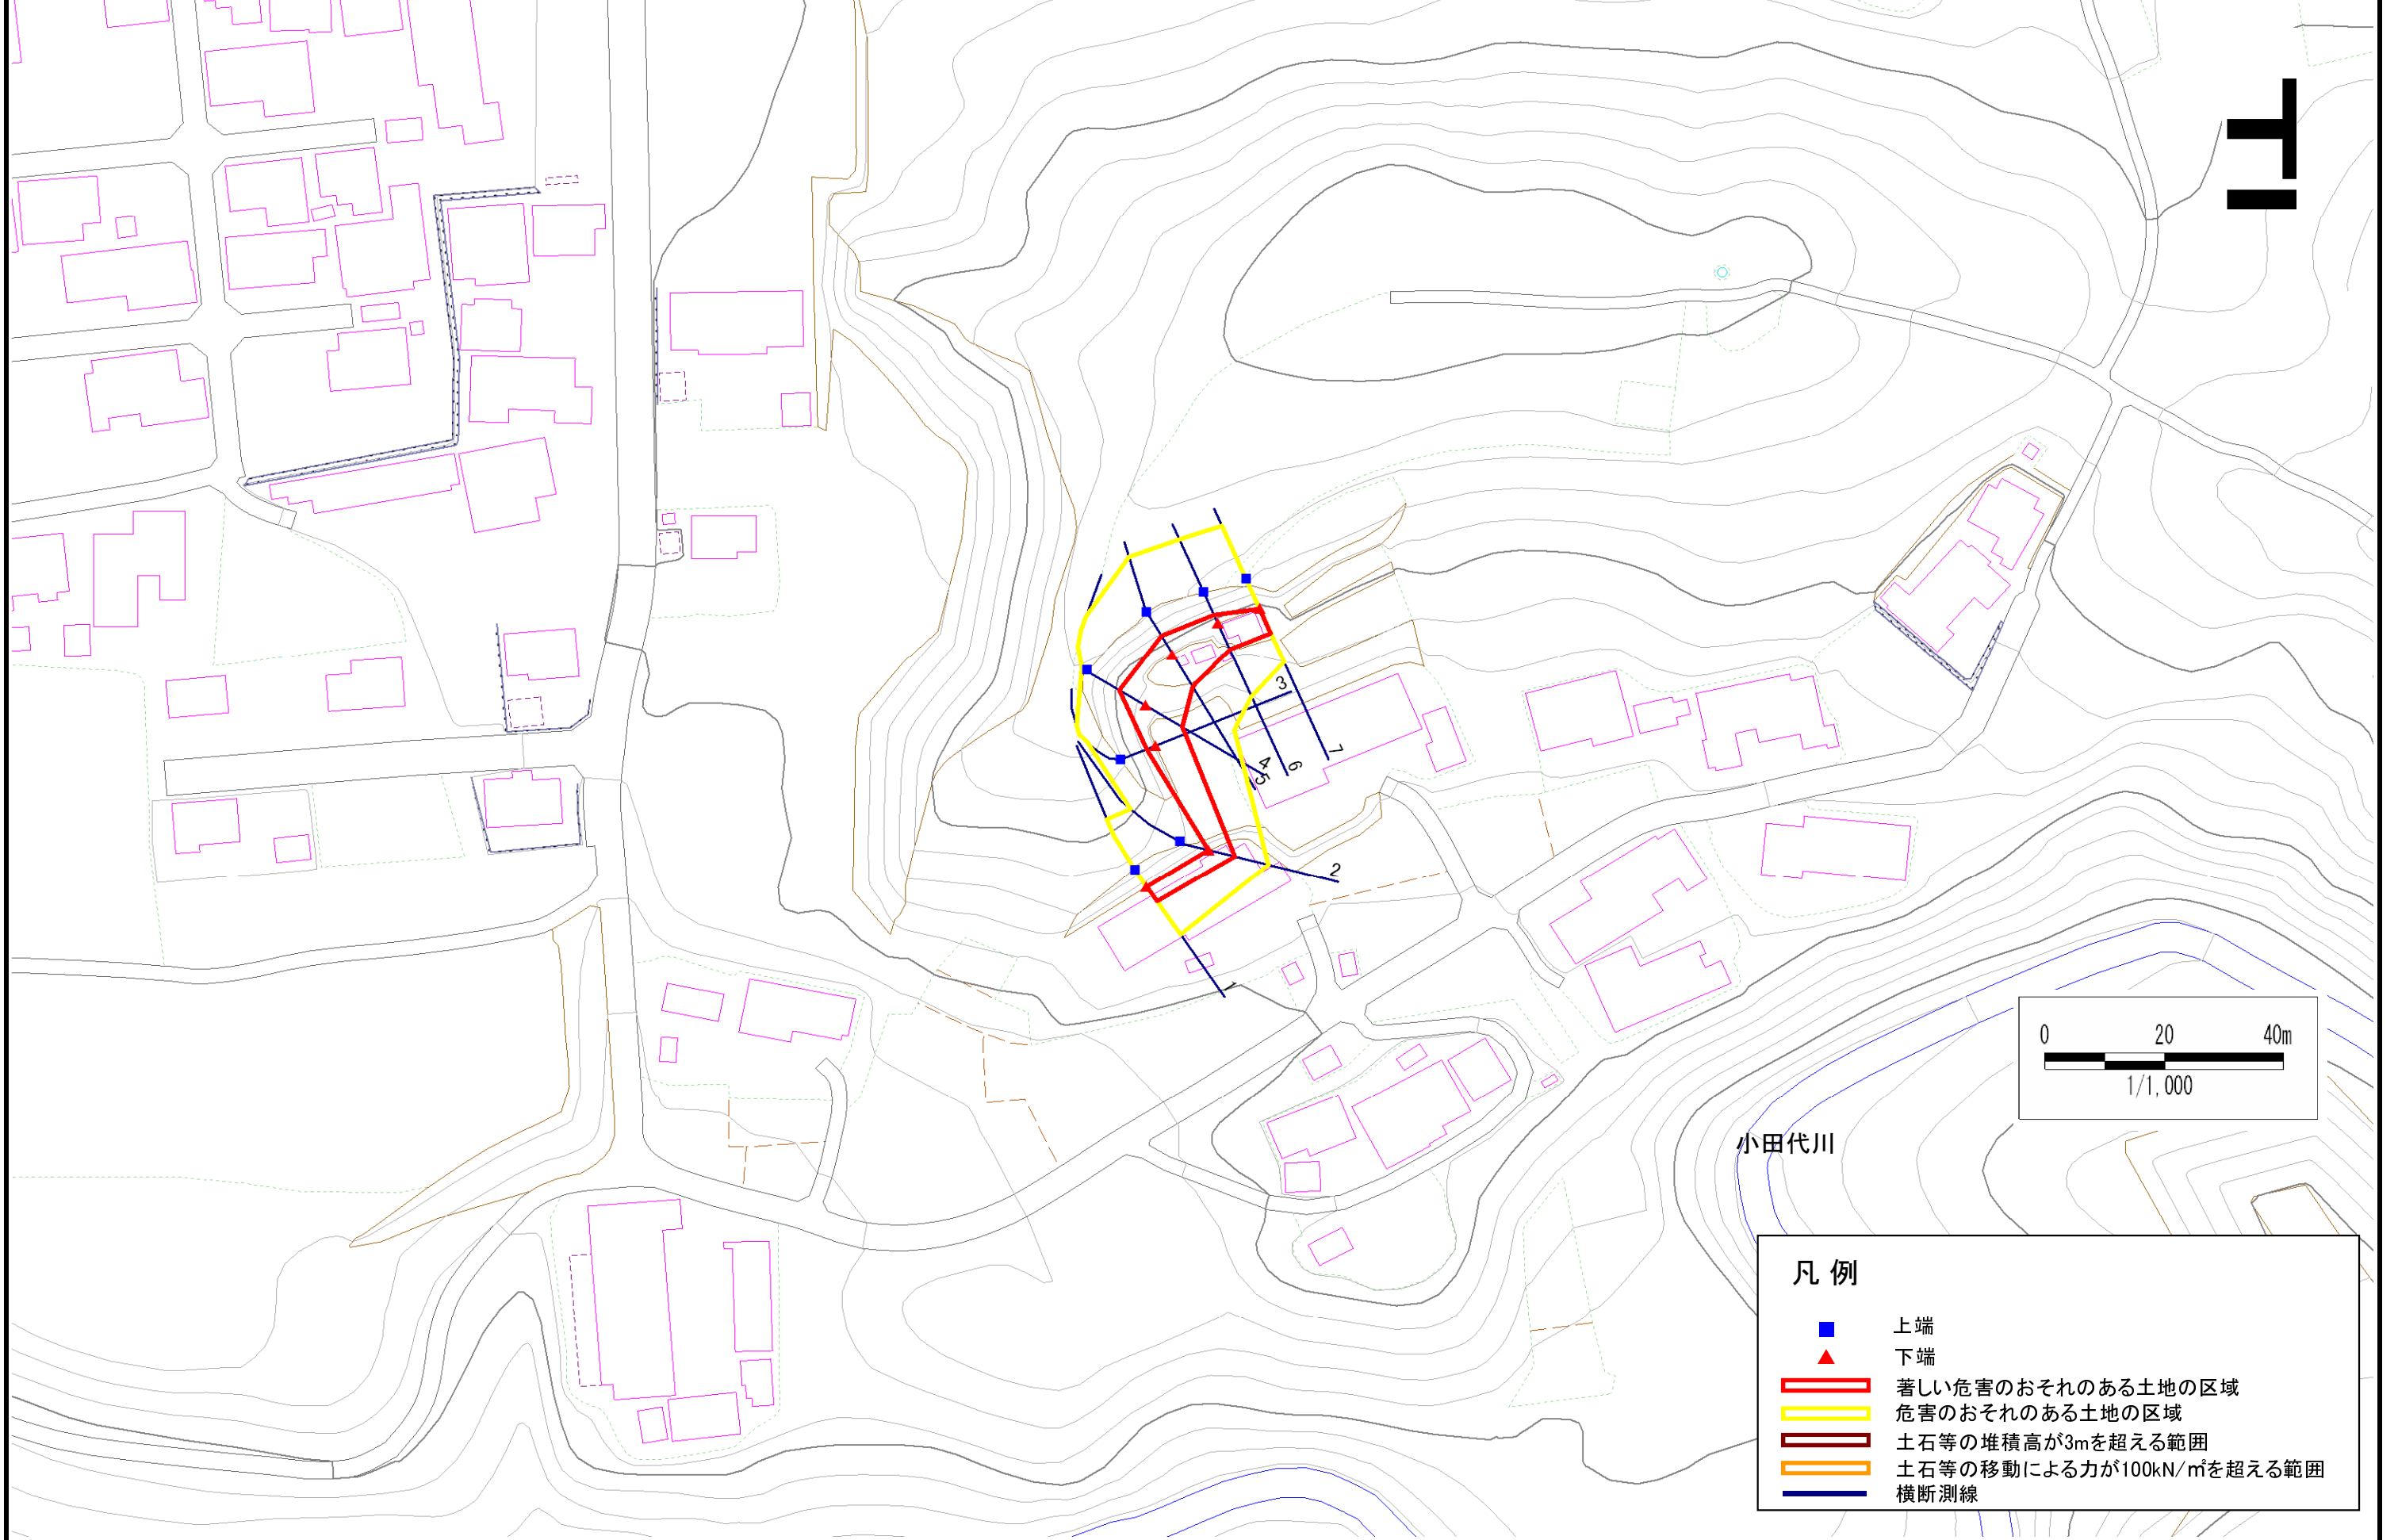 3
4
5
6
7
2
1
0 20 40m
1/1,000
小田代川
凡 例
上端
下端
著しい危害のおそれのある土地の区域
危害のおそれのある土地の区域
土石等の堆積高が3mを超える範囲
土石等の移動による力が100kN/㎡を超える範囲
横断測線